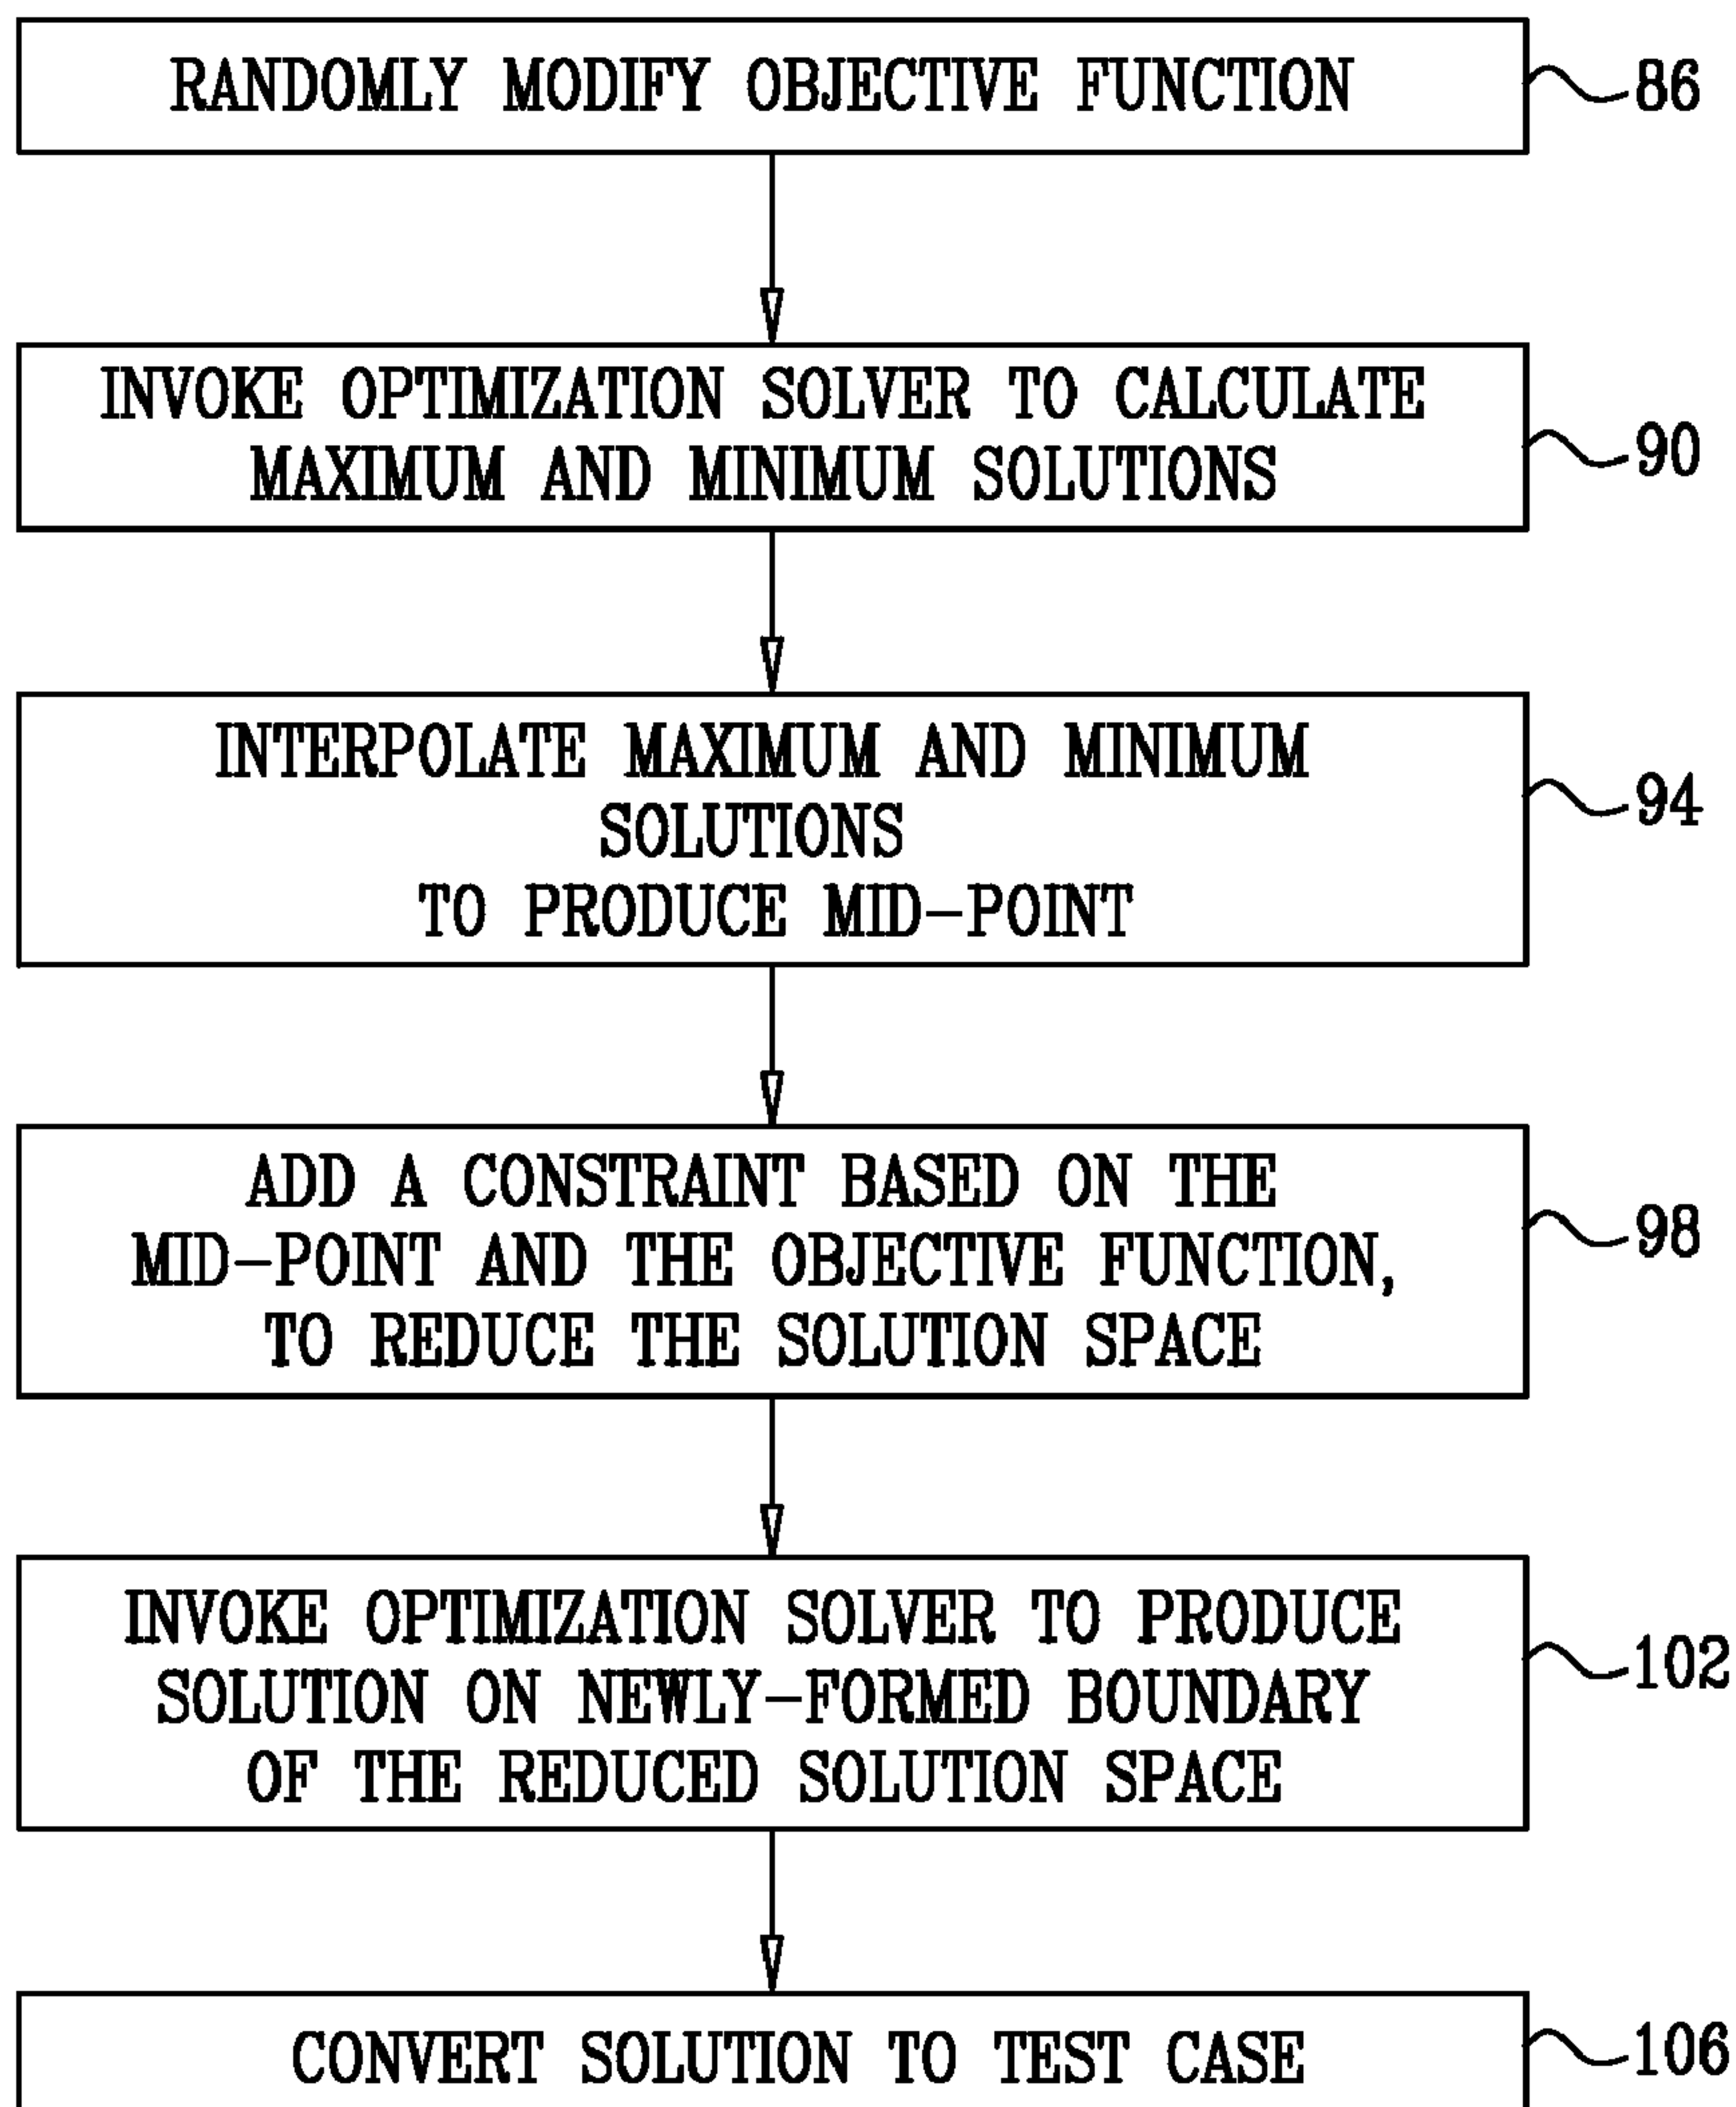 RANDOMLY MODIFY OBJECTIVE FUNCTION
86
INVOKE OPTIMIZATION SOLVER TO CALCULATE
MAXIMUM AND MINIMUM SOLUTIONS
90
INTERPOLATE MAXIMUM AND MINIMUM
SOLUTIONS
TO PRODUCE MID-POINT
94
ADD A CONSTRAINT BASED ON THE
MID-POINT AND THE OBJECTIVE FUNCTION,
TO REDUCE THE SOLUTION SPACE
98
INVOKE OPTIMIZATION SOLVER TO PRODUCE
SOLUTION ON NEWLY-FORMED BOUNDARY
OF THE REDUCED SOLUTION SPACE
102
CONVERT SOLUTION TO TEST CASE
106